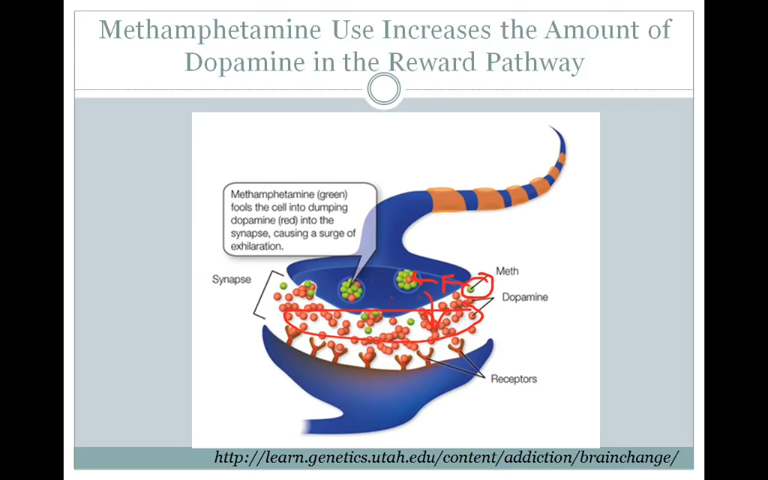 Methamphetamine Use Increases the Amount of
Dopamine in the Reward Pathway
Methamphetamine (green)
fools the cell into dumping
dopamine (red) into the
synapse, causing a surge of
exhilaration.
Synapse
Meth
Dopamine
Receptors
http://learn.genetics.utah.edu/content/addiction/brainchange/